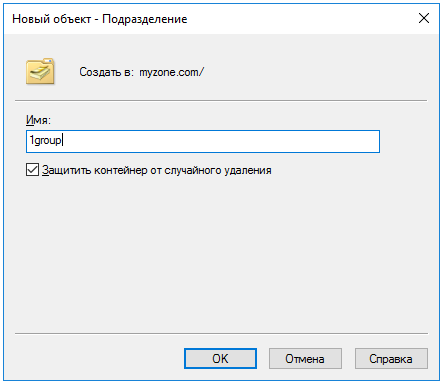 Новый объект - Подразделение
Создать в: myzone.com/
Имя:
1group
Защитить контейнер от случайного удаления
OK
Отмена
Справка